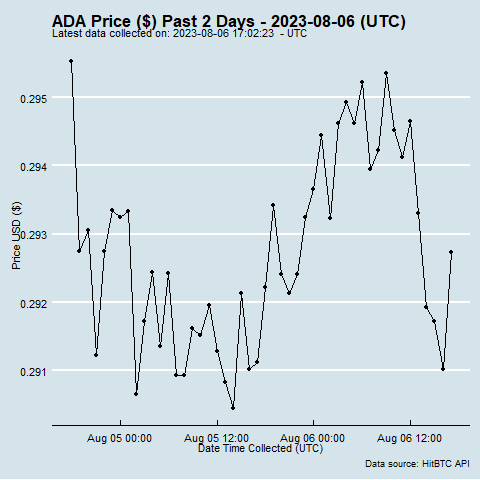 ADA Price ($) Past 2 Days - 2023-08-06 (UTC)
Latest data collected on: 2023-08-06 17:02:23  - UTC
0.295
0.294
0.293
0.292
0.291
Price USD ($)
Aug 05 00:00 Aug 05 12:00 Aug 06 00:00 Aug 06 12:00
Date Time Collected (UTC)
Data source: HitBTC API